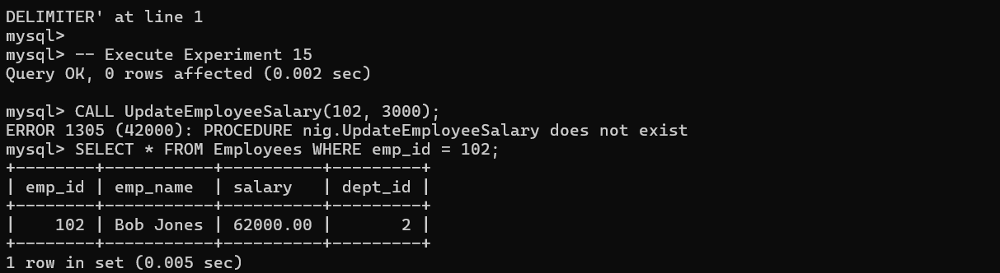 DELIMITER' at line 1
mysql>
mysql> -- Execute Experiment 15
Query OK, 0 rows affected (0.002 sec)

mysql> CALL UpdateEmployeeSalary(102, 3000);
ERROR 1305 (42000): PROCEDURE nig.UpdateEmployeeSalary does not exist
mysql> SELECT * FROM Employees WHERE emp_id = 102;
+--------+-----------+----------+---------+
| emp_id | emp_name  | salary   | dept_id |
+--------+-----------+----------+---------+
|    102 | Bob Jones | 62000.00 |       2 |
+--------+-----------+----------+---------+
1 row in set (0.005 sec)